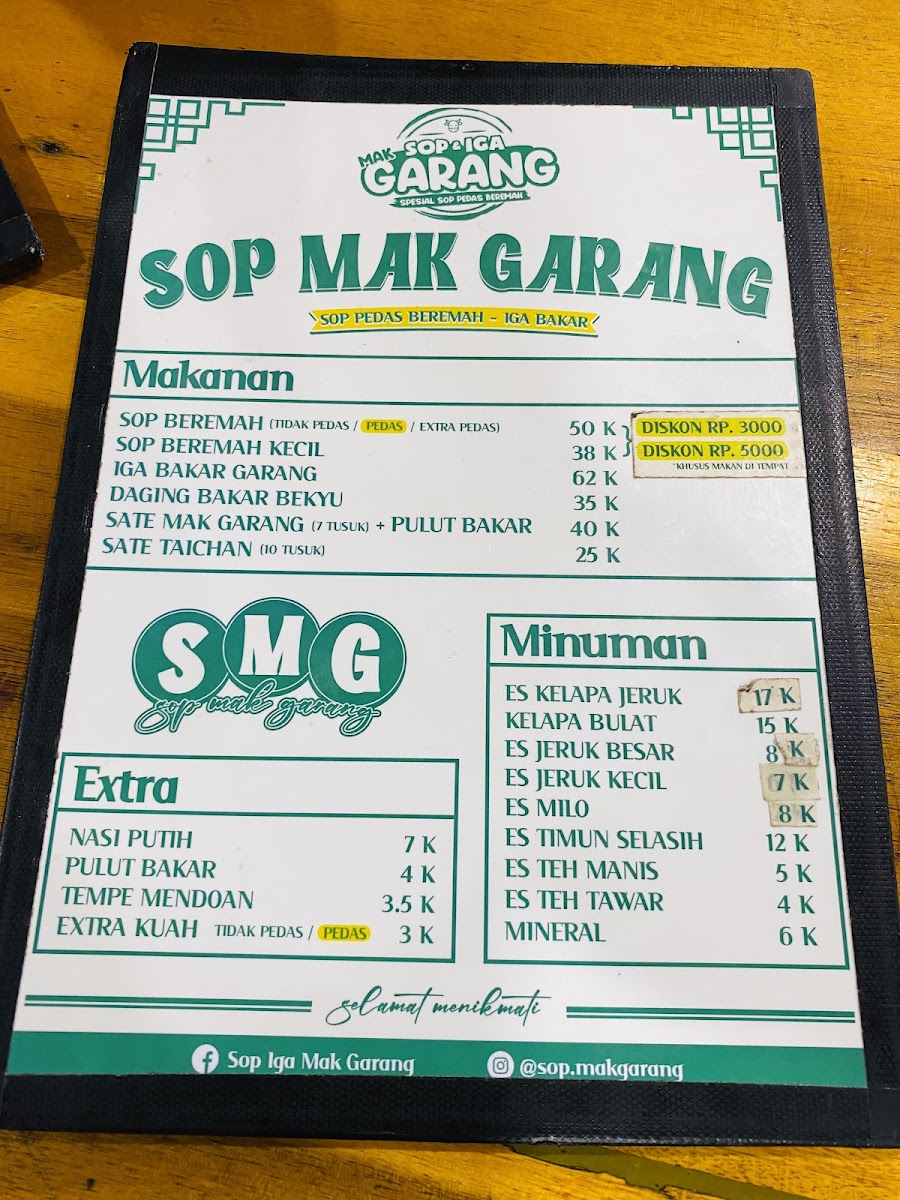 SOP & IGA
MAK
GARANG
SPESIAL SOP PEDAS BEREMAH
SOP MAK GARANG
SOP PEDAS BEREMAH - IGA BAKAR
Makanan
SOP BEREMAH (TIDAK PEDAS / PEDAS / EXTRA PEDAS) 50 K DISKON RP. 3000
SOP BEREMAH KECIL 38 K DISKON RP. 5000
*KHUSUS MAKAN DI TEMPAT
IGA BAKAR GARANG 62 K
DAGING BAKAR BEKYU 35 K
SATE MAK GARANG (7 TUSUK) + PULUT BAKAR 40 K
SATE TAICHAN (10 TUSUK) 25 K
SMG
sop mak garang
Extra
NASI PUTIH 7 K
PULUT BAKAR 4 K
TEMPE MENDOAN 3.5 K
EXTRA KUAH TIDAK PEDAS / PEDAS 3 K
Minuman
ES KELAPA JERUK 17 K
KELAPA BULAT 15 K
ES JERUK BESAR 8 K
ES JERUK KECIL 7 K
ES MILO 8 K
ES TIMUN SELASIH 12 K
ES TEH MANIS 5 K
ES TEH TAWAR 4 K
MINERAL 6 K
selamat menikmati
Sop Iga Mak Garang
@sop.makgarang